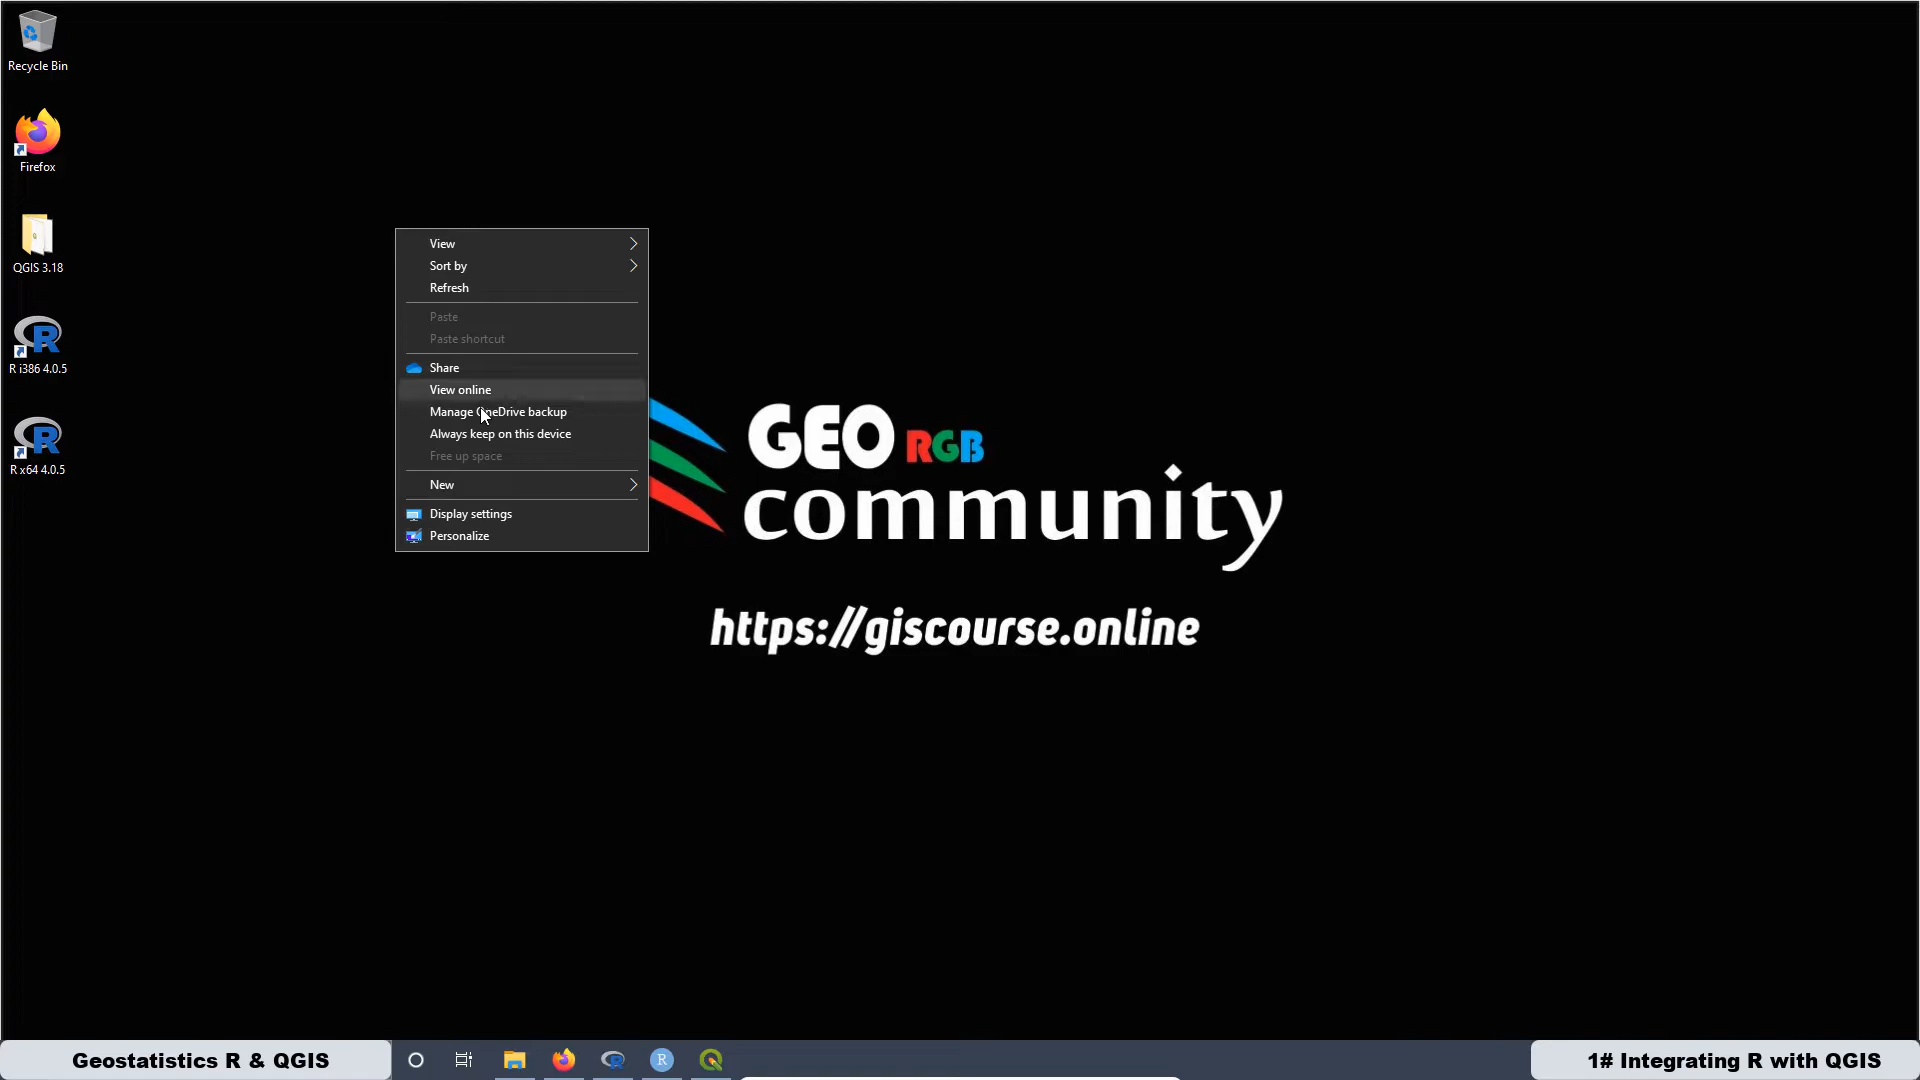 Recycle Bin
Firefox
QGIS 3.18
R i386 4.0.5
R x64 4.0.5
View
Sort by
Refresh
Paste
Paste shortcut
Share
View online
Manage OneDrive backup
Always keep on this device
Free up space
New
Display settings
Personalize
GEO RGB
community
https://giscourse.online
Geostatistics R & QGIS
1# Integrating R with QGIS